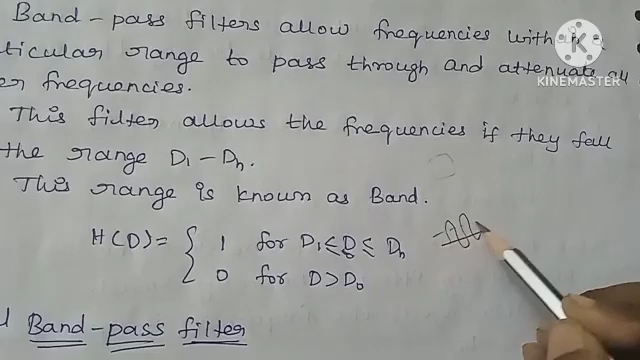 Band-pass filters allow frequencies
range to pass through and attenuate all
frequencies.
This filter allows the frequencies if they fall
the range D1 - Dh.
This range is known as Band.
H(D) = { 1 for D1 ≤ D ≤ Dh
0 for D > D0
Band-pass filter
KINEMASTER